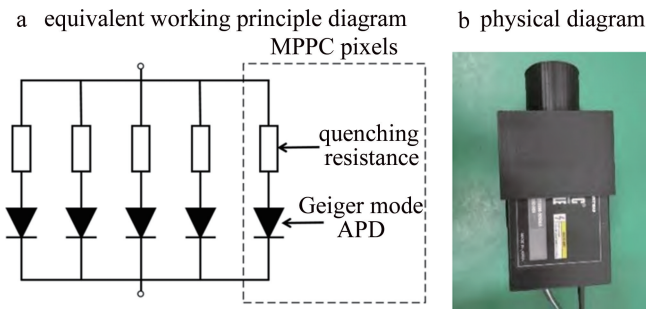 a equivalent working principle diagram
MPPC pixels
quenching
resistance
Geiger mode
APD
b physical diagram